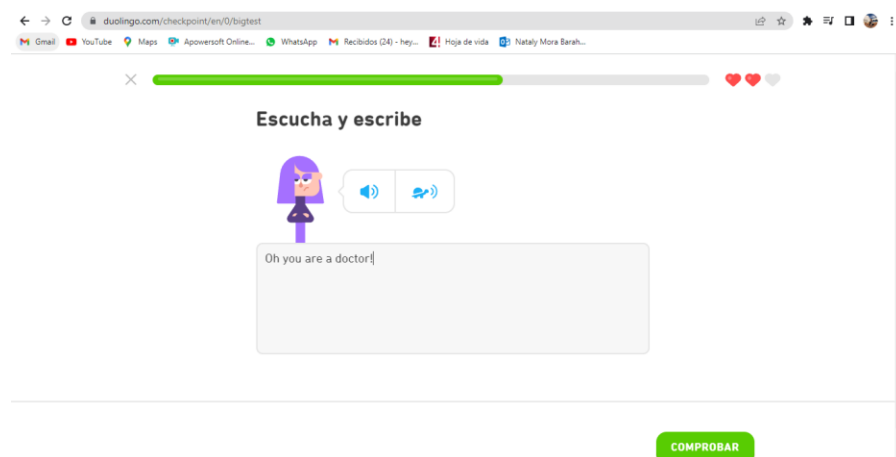 duolingo.com/checkpoint/en/0/bigtest
Gmail YouTube Maps Apowersoft Online... WhatsApp Recibidos (24) - hey... Hoja de vida Nataly Mora Barah...
Escucha y escribe
Oh you are a doctor!
COMPROBAR